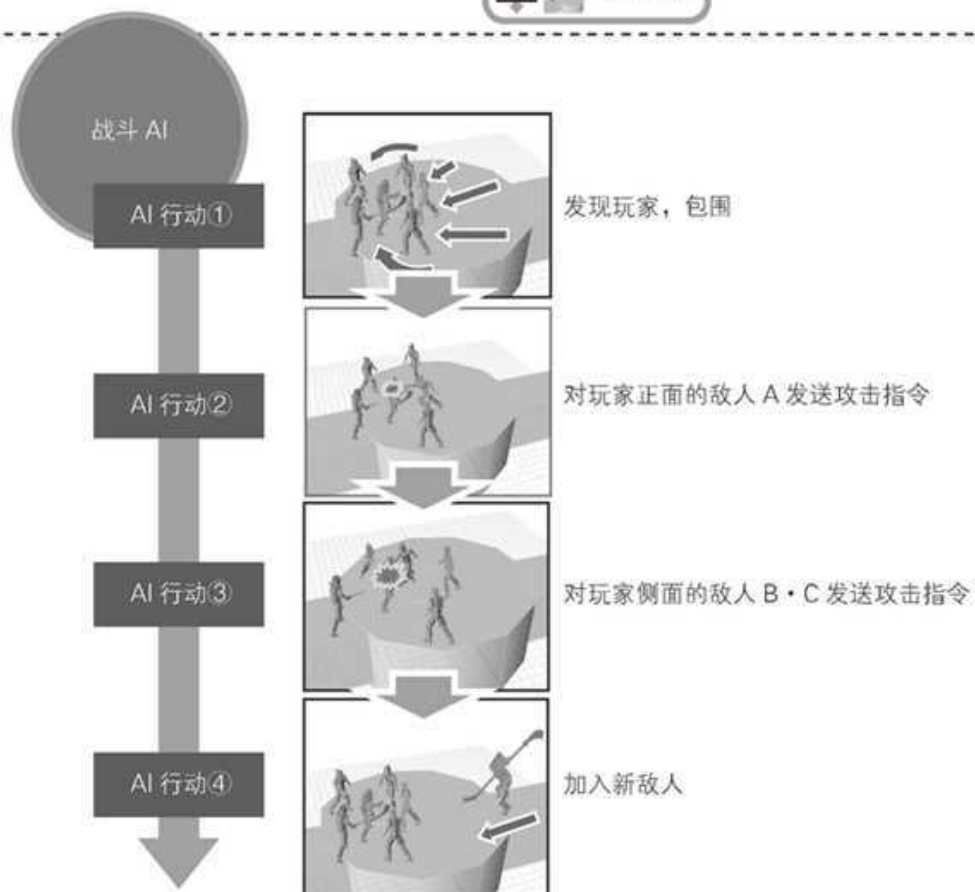 战斗 AI
AI 行动①
发现玩家，包围
AI 行动②
对玩家正面的敌人 A 发送攻击指令
AI 行动③
对玩家侧面的敌人 B・C 发送攻击指令
AI 行动④
加入新敌人